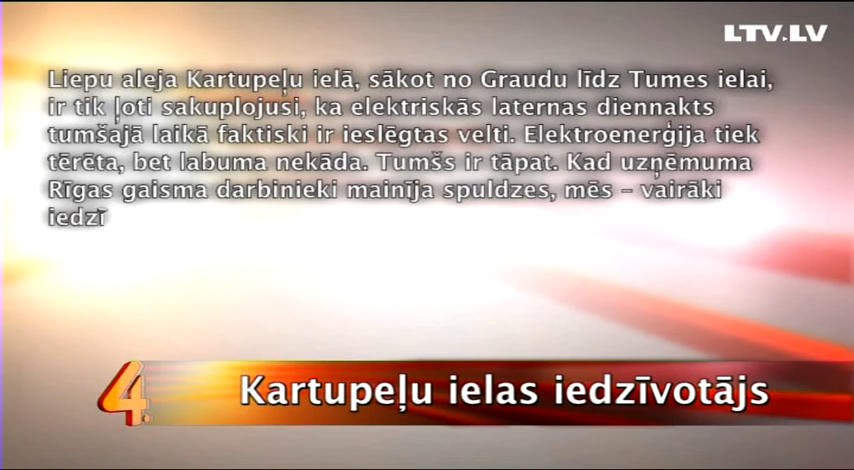 LTV.LV
Liepu aleja Kartupeļu ielā, sākot no Graudu līdz Tumes ielai,
ir tik ļoti sakuplojusi, ka elektriskās laternas diennakts
tumšajā laikā faktiski ir ieslēgtas velti. Elektroenerģija tiek
tērēta, bet labuma nekāda. Tumšs ir tāpat. Kad uzņēmuma
Rīgas gaisma darbinieki mainīja spuldzes, mēs – vairāki
iedzī
4. Kartupeļu ielas iedzīvotājs